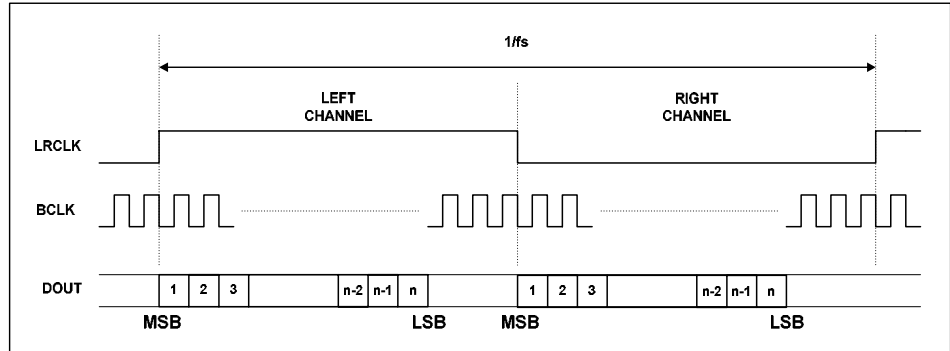 1/fs
LEFT
CHANNEL
RIGHT
CHANNEL
LRCLK
BCLK
DOUT
1 2 3 n-2 n-1 n 1 2 3 n-2 n-1 n
MSB LSB MSB LSB